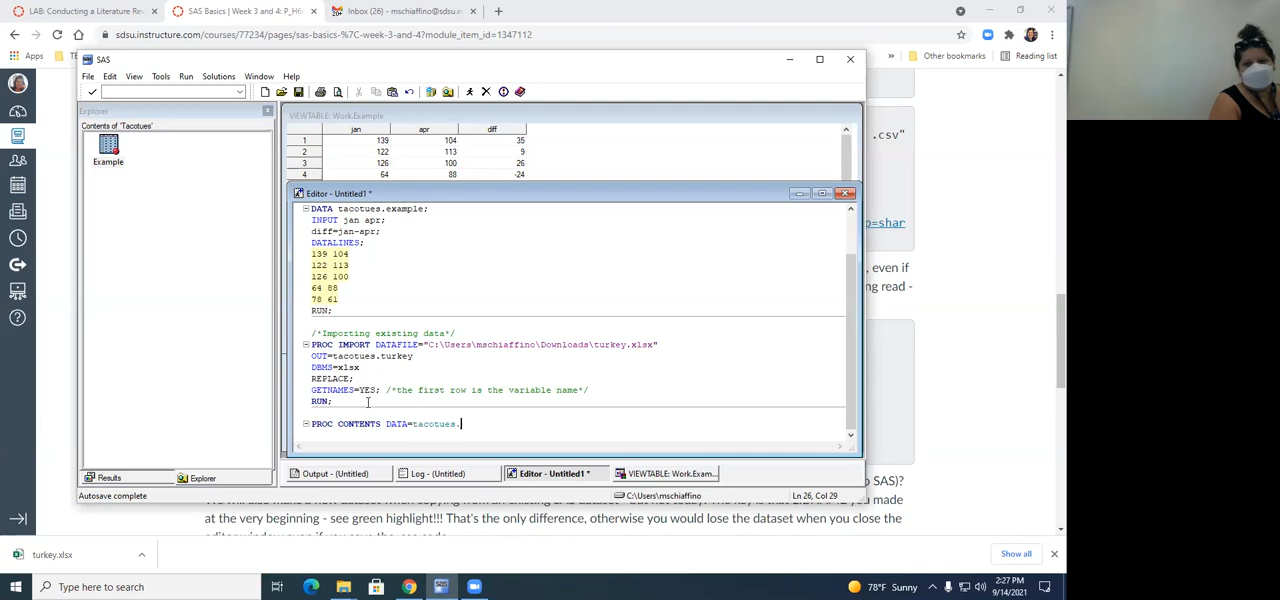 LAB: Conducting a Literature Re
SAS Basics | Week 3 and 4: P_H6
Inbox (26) - mschiaffino@sdsu.e
sdsu.instructure.com/courses/77234/pages/sas-basics-%7C-week-3-and-4?module_item_id=1347112
Apps
Other bookmarks
Reading list
SAS
File Edit View Tools Run Solutions Window Help
Explorer
Contents of 'Tacotues'
Example
VIEWTABLE: Work.Example
jan apr diff
1 139 104 35
2 122 113 9
3 126 100 26
4 64 88 -24
.csv"
Editor - Untitled1 *
DATA tacotues.example;
INPUT jan apr;
diff=jan-apr;
DATALINES;
139 104
122 113
126 100
64 88
78 61
RUN;
/*Importing existing data*/
PROC IMPORT DATAFILE="C:\Users\mschiaffino\Downloads\turkey.xlsx"
OUT=tacotues.turkey
DBMS=xlsx
REPLACE;
GETNAMES=YES; /*the first row is the variable name*/
RUN;
PROC CONTENTS DATA=tacotues.
p=shar
, even if
ng read -
Results
Explorer
Output - (Untitled)
Log - (Untitled)
Editor - Untitled1 *
VIEWTABLE: Work.Exam...
Autosave complete
C:\Users\mschiaffino
Ln 26, Col 29
o SAS)?
you made
at the very beginning - see green highlight!!! That's the only difference, otherwise you would lose the dataset when you close the
turkey.xlsx
Show all
Type here to search
78°F Sunny
2:27 PM
9/14/2021